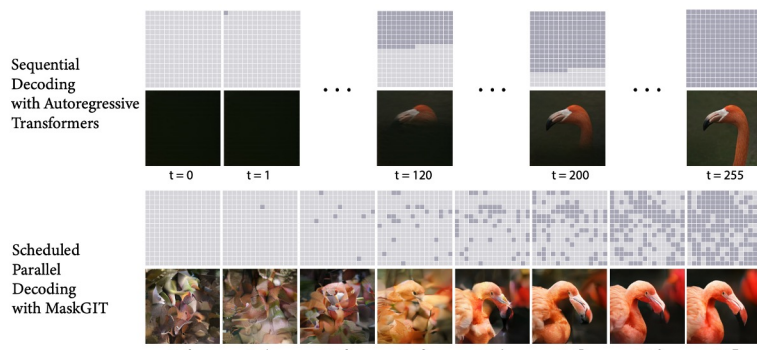 Sequential
Decoding
with Autoregressive
Transformers
t = 0
t = 1
t = 120
t = 200
t = 255
Scheduled
Parallel
Decoding
with MaskGIT